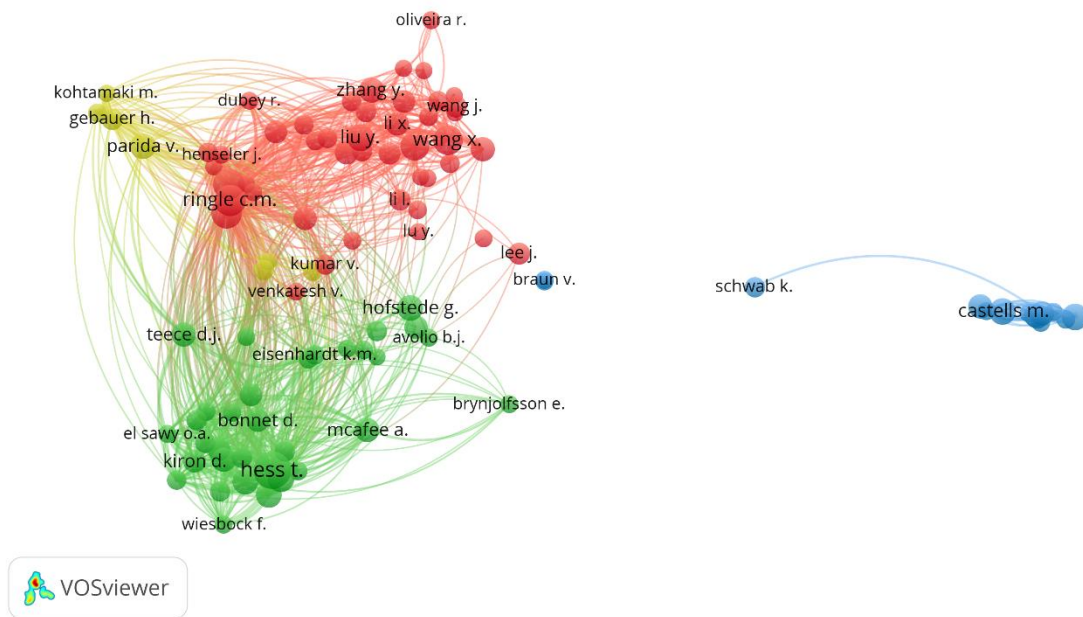 oliveira r.
kohtamaki m.
gebauer h.
parida v.
dubey r.
henseler j.
zhang y.
wang j.
li x.
liu y.
wang x.
ringle c.m.
li l.
lu y.
lee j.
kumar v.
venkatesh v.
braun v.
schwab k.
castells m.
hofstede g.
teece d.j.
avolio b.j.
eisenhardt k.m.
brynjolfsson e.
bonnet d.
el sawy o.a.
mcafee a.
kiron d.
hess t.
wiesbock f.
VOSviewer